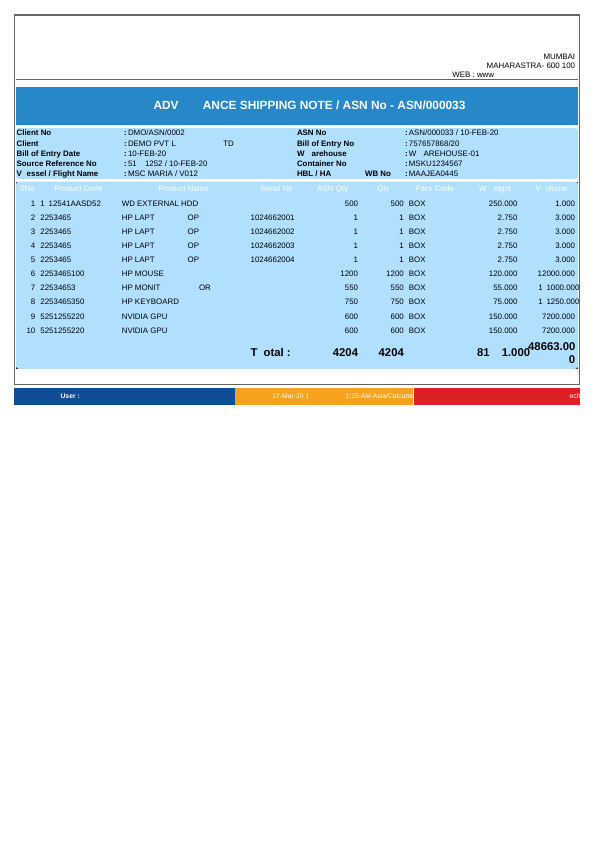 MUMBAI
MAHARASTRA- 600 100
WEB : www
ADV ANCE SHIPPING NOTE / ASN No - ASN/000033
Client No : DMO/ASN/0002 ASN No : ASN/000033 / 10-FEB-20
Client : DEMO PVT L TD Bill of Entry No : 757657868/20
Bill of Entry Date : 10-FEB-20 W arehouse : W AREHOUSE-01
Source Reference No : 51 1252 / 10-FEB-20 Container No : MSKU1234567
V essel / Flight Name : MSC MARIA / V012 HBL / HA WB No : MAAJEA0445
SNo Product Code Product Name Serial No ASN Qty Qty Pack Code W eight V olume
1 1 12541AASD52 WD EXTERNAL HDD 500 500 BOX 250.000 1.000
2 2253465 HP LAPT OP 1024662001 1 1 BOX 2.750 3.000
3 2253465 HP LAPT OP 1024662002 1 1 BOX 2.750 3.000
4 2253465 HP LAPT OP 1024662003 1 1 BOX 2.750 3.000
5 2253465 HP LAPT OP 1024662004 1 1 BOX 2.750 3.000
6 2253465100 HP MOUSE 1200 1200 BOX 120.000 12000.000
7 22534653 HP MONIT OR 550 550 BOX 55.000 1 1000.000
8 2253465350 HP KEYBOARD 750 750 BOX 75.000 1 1250.000
9 5251255220 NVIDIA GPU 600 600 BOX 150.000 7200.000
10 5251255220 NVIDIA GPU 600 600 BOX 150.000 7200.000
T otal : 4204 4204 81 1.000 48663.00
0
User : 17-Mar-20 1 1:15:AM Asia/Calcutta ech